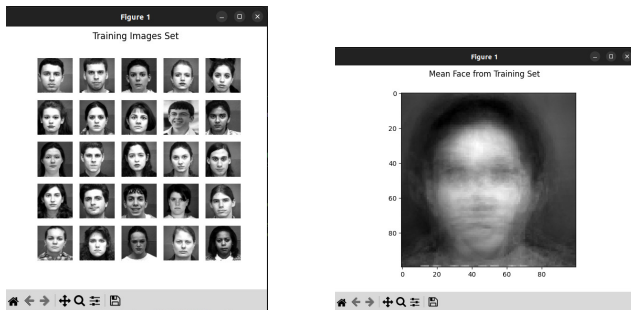 Figure 1
Training Images Set
Figure 1
Mean Face from Training Set
0
20
40
60
80
0 20 40 60 80